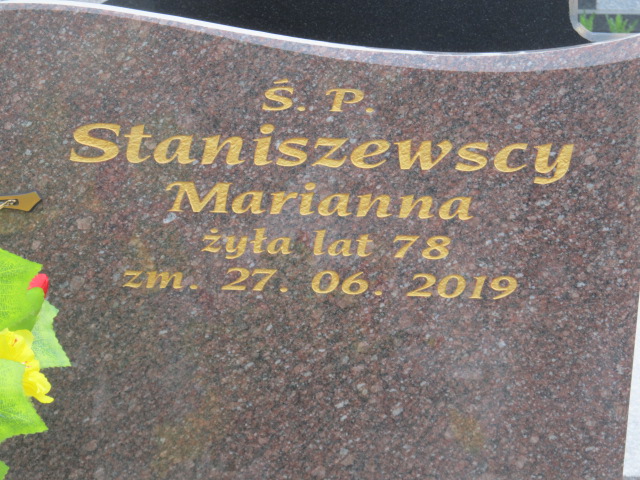 Ś. P.
Staniszewscy
Marianna
żyła lat 78
zm. 27. 06. 2019